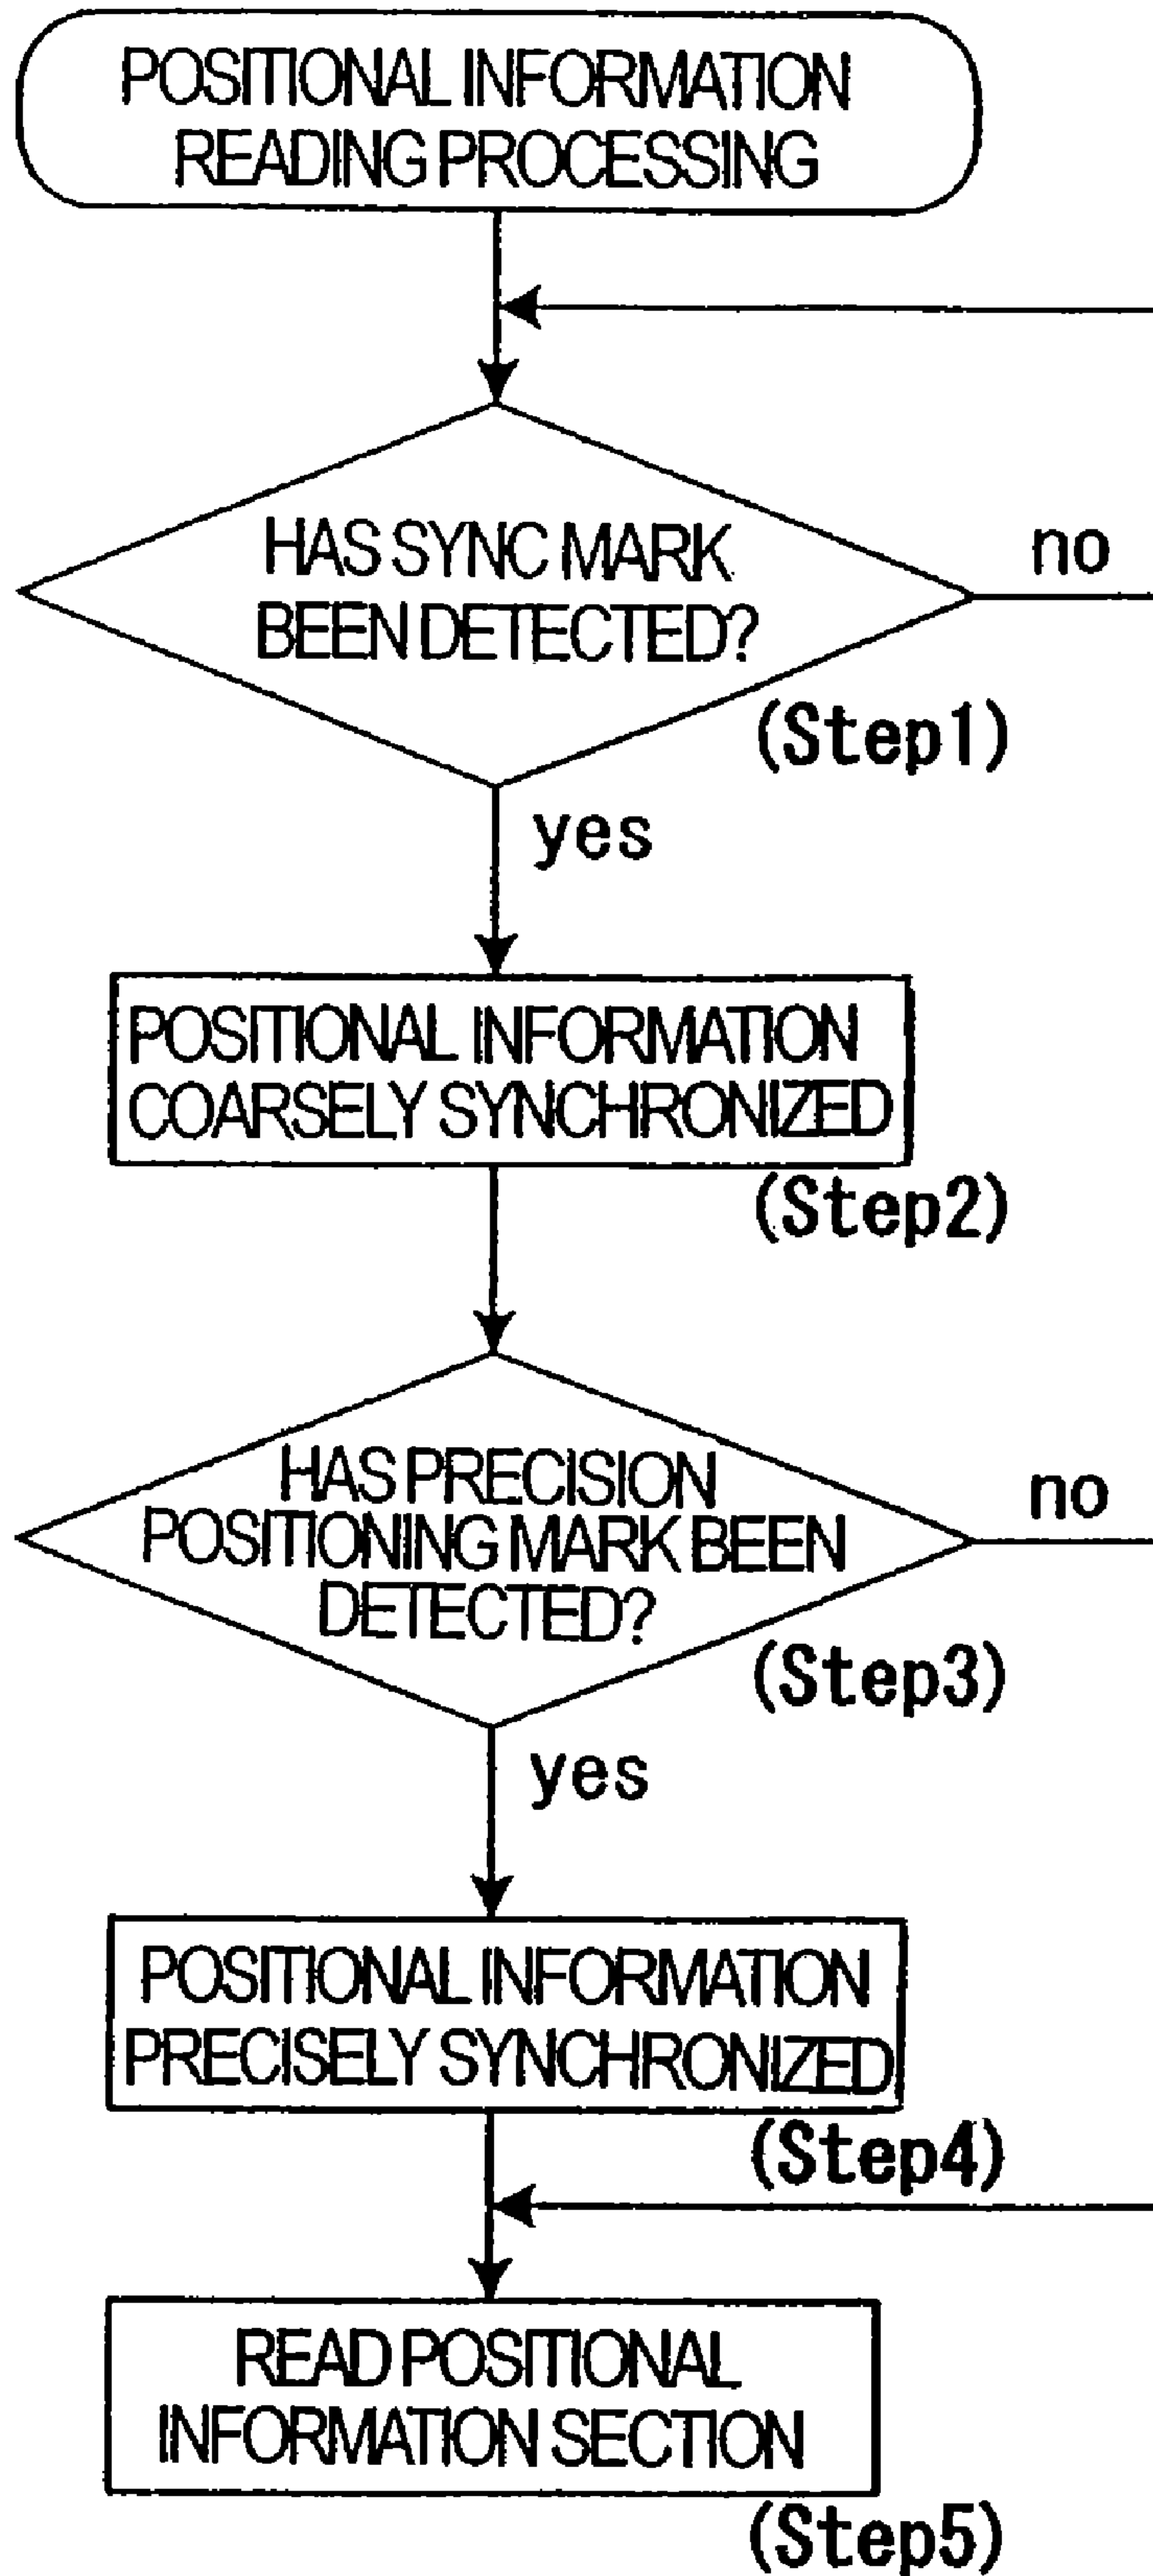 POSITIONAL INFORMATION
READING PROCESSING
HAS SYNC MARK
BEEN DETECTED?
no
(Step1)
yes
POSITIONAL INFORMATION
COARSELY SYNCHRONIZED
(Step2)
HAS PRECISION
POSITIONING MARK BEEN
DETECTED?
no
(Step3)
yes
POSITIONAL INFORMATION
PRECISELY SYNCHRONIZED
(Step4)
READ POSITIONAL
INFORMATION SECTION
(Step5)